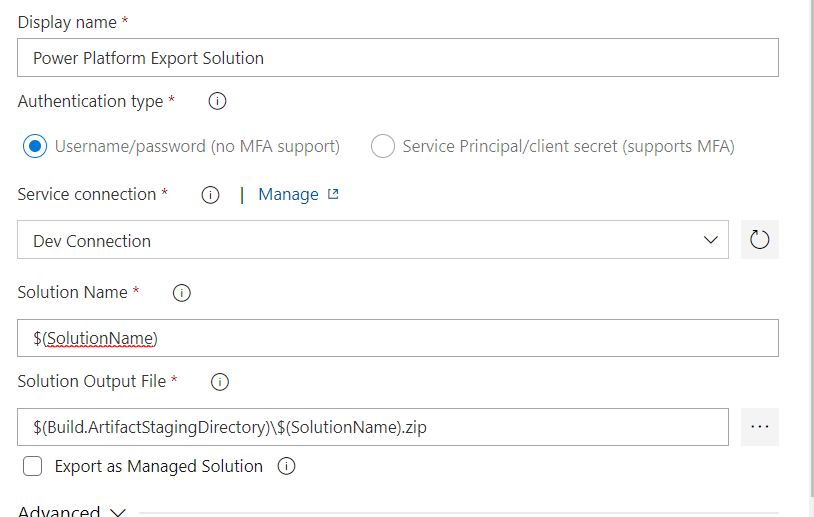 Display name *
Power Platform Export Solution
Authentication type *
Username/password (no MFA support) Service Principal/client secret (supports MFA)
Service connection * | Manage
Dev Connection
Solution Name *
$(SolutionName)
Solution Output File *
$(Build.ArtifactStagingDirectory)\$(SolutionName).zip
...
Export as Managed Solution
Advanced